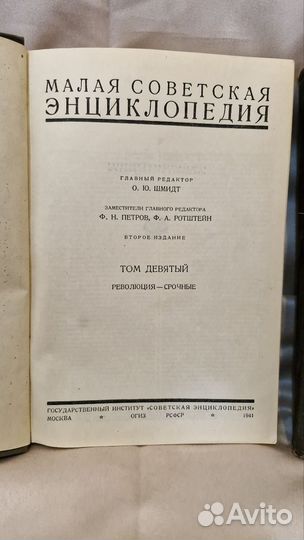 МАЛАЯ СОВЕТСКАЯ
ЭНЦИКЛОПЕДИЯ
ГЛАВНЫЙ РЕДАКТОР
О. Ю. ШМИДТ
ЗАМЕСТИТЕЛИ ГЛАВНОГО РЕДАКТОРА
Ф. Н. ПЕТРОВ, Ф. А. РОТШТЕЙН
ВТОРОЕ ИЗДАНИЕ
ТОМ ДЕВЯТЫЙ
РЕВОЛЮЦИЯ—СРОЧНЫЕ
ГОСУДАРСТВЕННЫЙ ИНСТИТУТ «СОВЕТСКАЯ ЭНЦИКЛОПЕДИЯ»
МОСКВА * ОГИЗ РСФСР * 1941
Avito